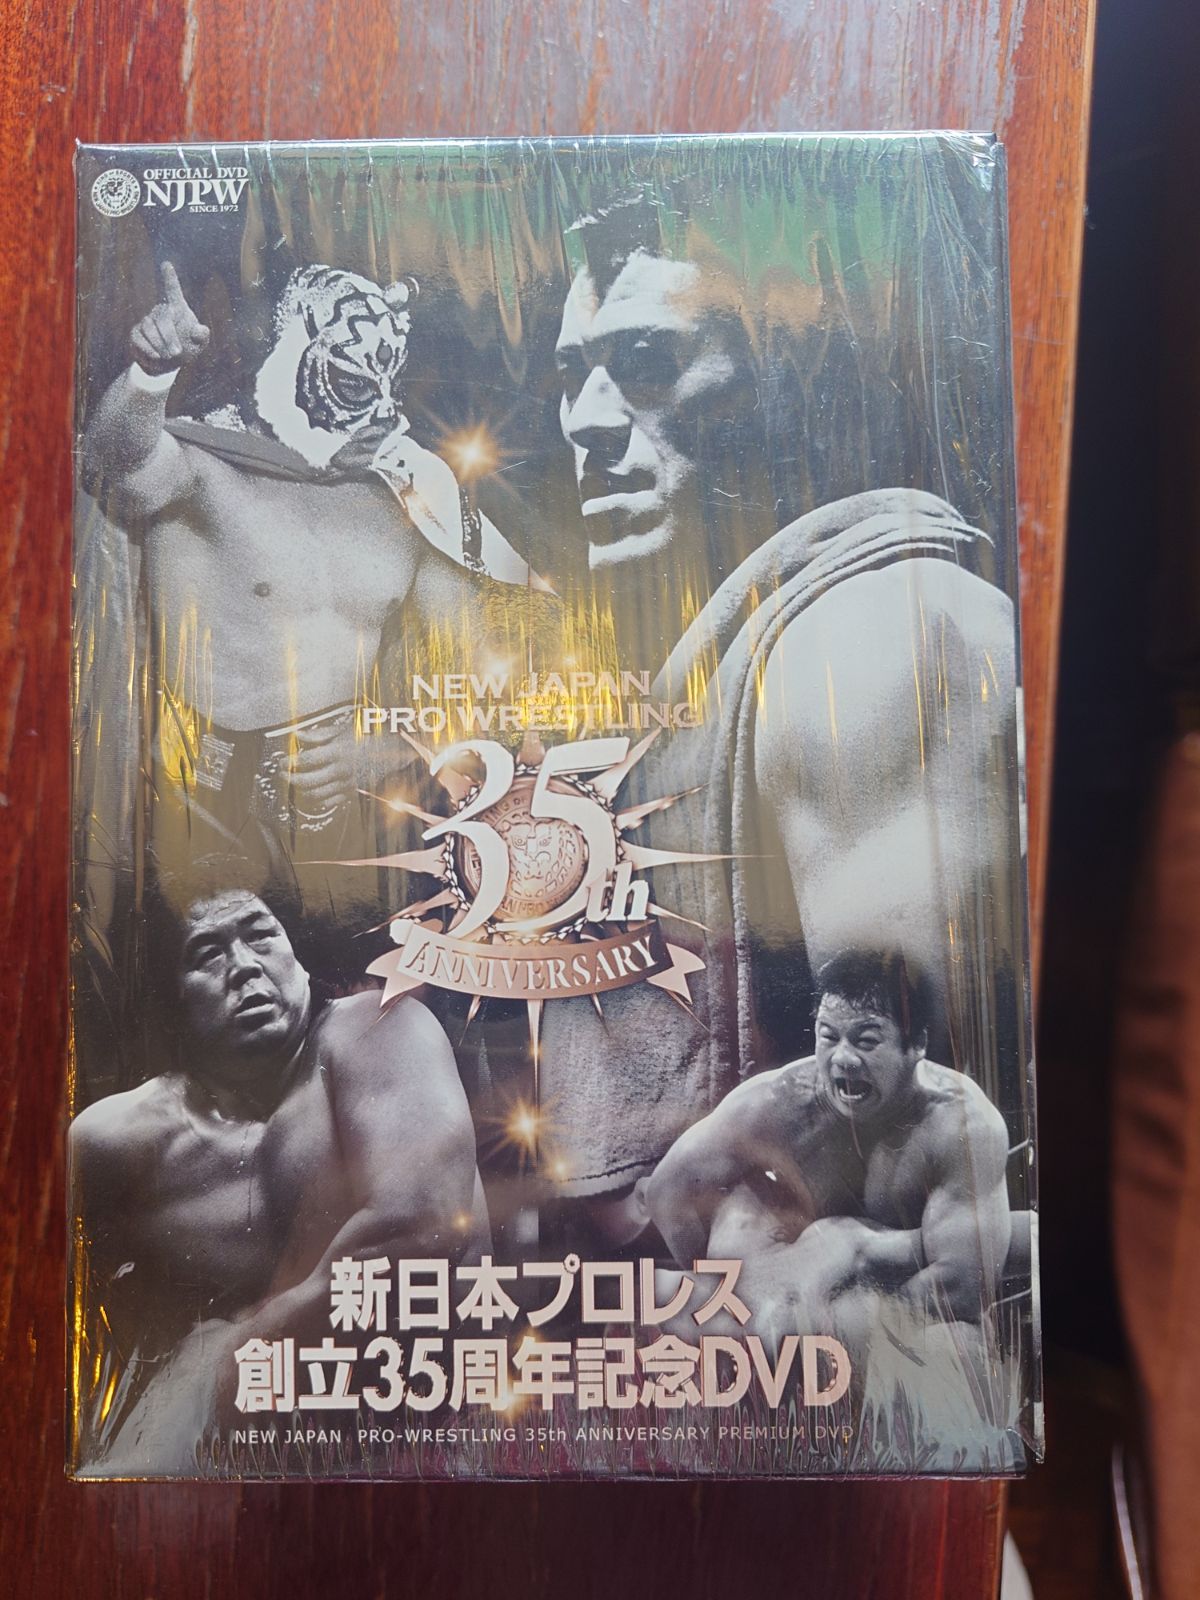 OFFICIAL DVD
NJPW
SINCE 1972
NEW JAPAN
PRO WRESTLING
35th
ANNIVERSARY
新日本プロレス
創立35周年記念DVD
NEW JAPAN PRO-WRESTLING 35th ANNIVERSARY PREMIUM DVD